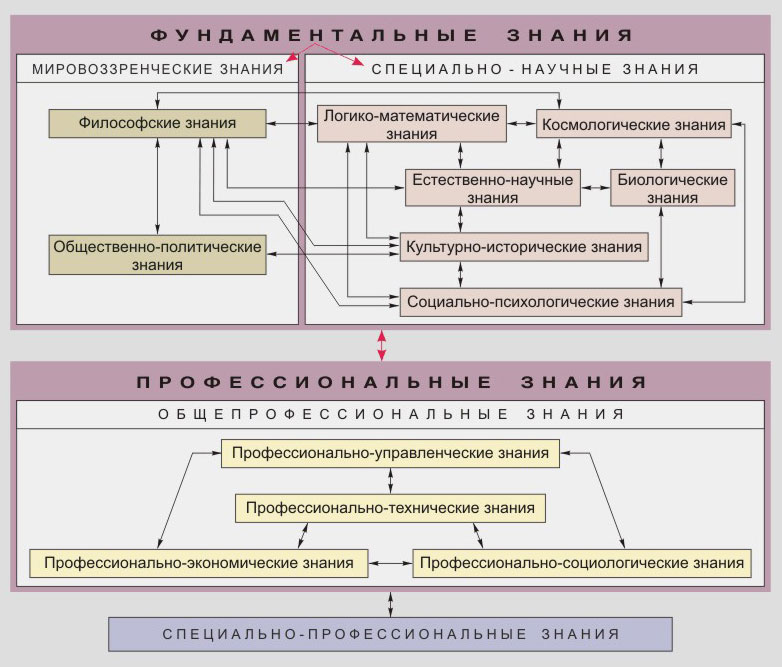 ФУНДАМЕНТАЛЬНЫЕ ЗНАНИЯ
МИРОВОЗЗРЕНЧЕСКИЕ ЗНАНИЯ
СПЕЦИАЛЬНО - НАУЧНЫЕ ЗНАНИЯ
Философские знания
Логико-математические
знания
Космологические знания
Естественно-научные
знания
Биологические
знания
Общественно-политические
знания
Культурно-исторические знания
Социально-психологические знания
ПРОФЕССИОНАЛЬНЫЕ ЗНАНИЯ
ОБЩЕПРОФЕССИОНАЛЬНЫЕ ЗНАНИЯ
Профессионально-управленческие знания
Профессионально-технические знания
Профессионально-экономические знания
Профессионально-социологические знания
СПЕЦИАЛЬНО-ПРОФЕССИОНАЛЬНЫЕ ЗНАНИЯ